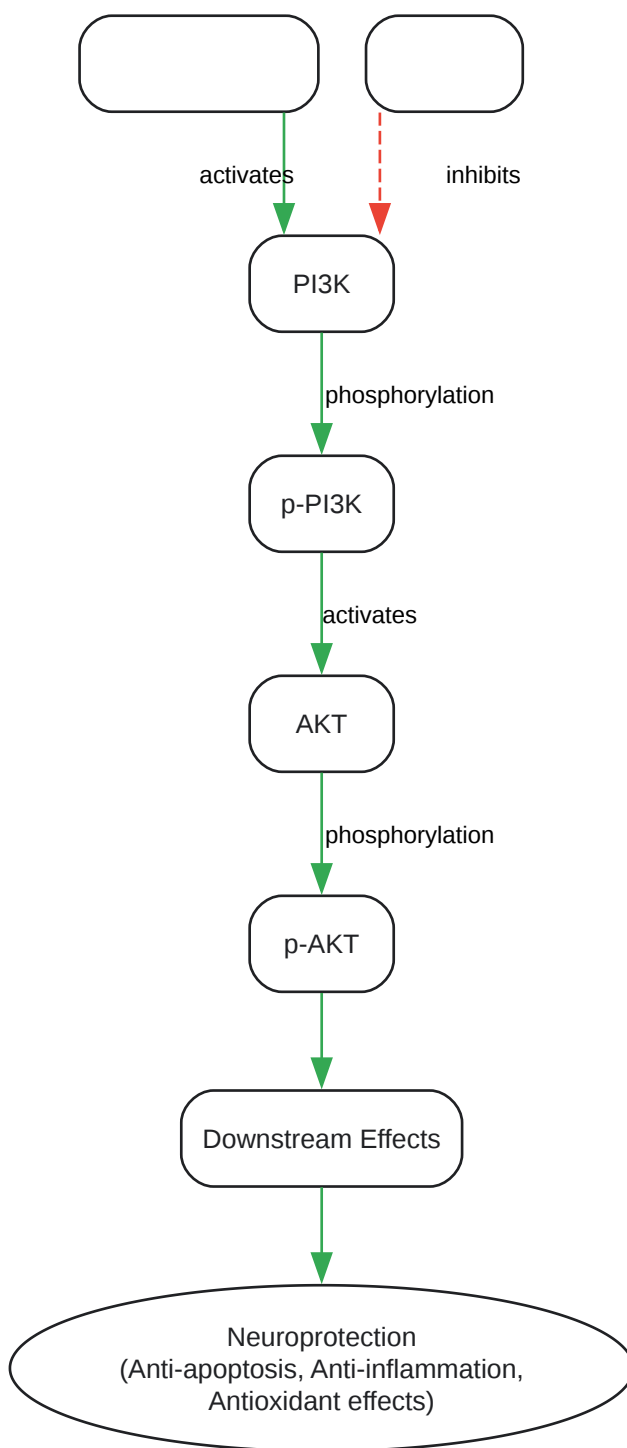 activates
inhibits
PI3K
phosphorylation
p-PI3K
activates
AKT
phosphorylation
p-AKT
Downstream Effects
Neuroprotection
(Anti-apoptosis, Anti-inflammation,
Antioxidant effects)